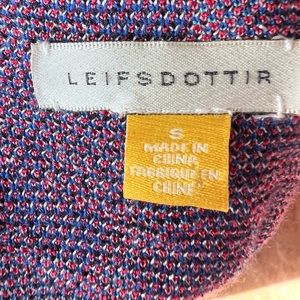 LEIFSDOTTIR
S
MADE IN
CHINA
FABRIQUE EN
CHINE